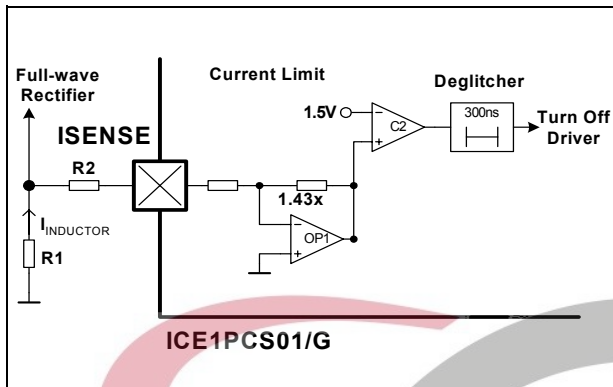 Full-wave
Rectifier
Current Limit
Deglitcher
ISENSE
1.5V
C2
300ns
Turn Off
Driver
R2
1.43x
I_INDUCTOR
OP1
R1
ICE1PCS01/G
−
+
−
+